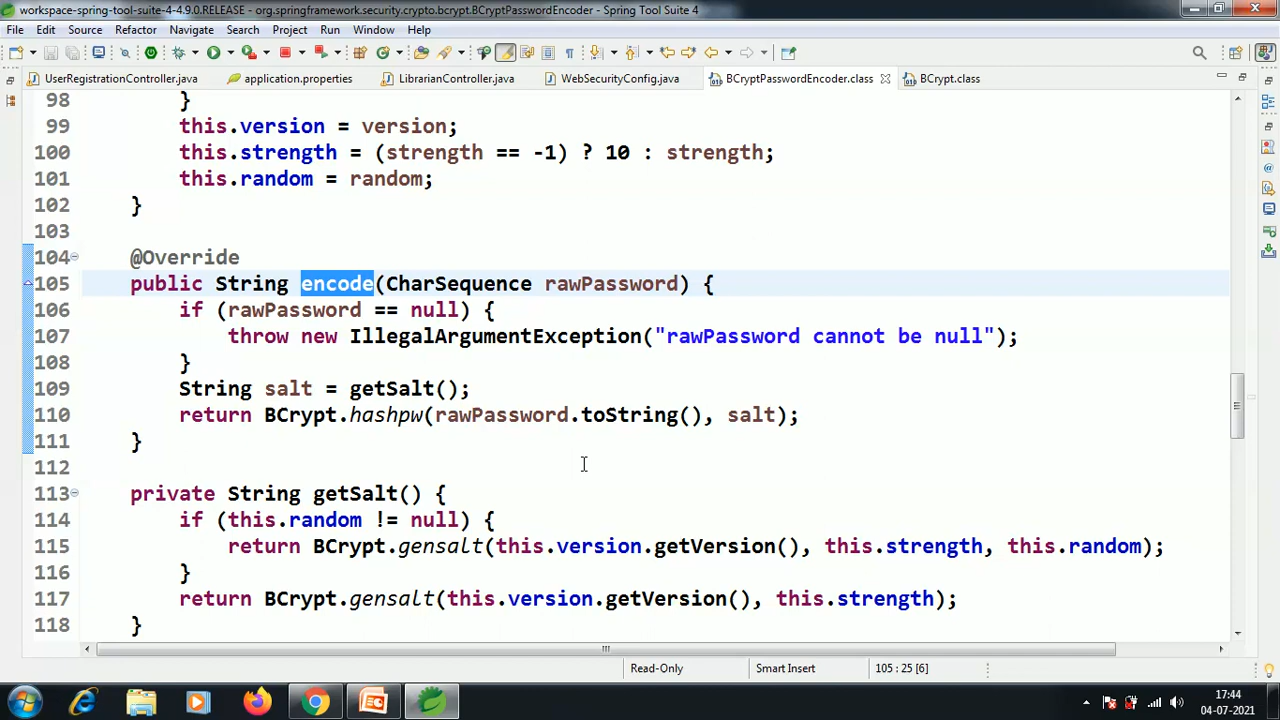 workspace-spring-tool-suite-4-4.9.0.RELEASE - org.springframework.security.crypto.bcrypt.BCryptPasswordEncoder - Spring Tool Suite 4
File Edit Source Refactor Navigate Search Project Run Window Help
UserRegistrationController.java application.properties LibrarianController.java WebSecurityConfig.java BCryptPasswordEncoder.class BCrypt.class
98 }
99 this.version = version;
100 this.strength = (strength == -1) ? 10 : strength;
101 this.random = random;
102 }
103
104 @Override
105 public String encode(CharSequence rawPassword) {
106 if (rawPassword == null) {
107 throw new IllegalArgumentException("rawPassword cannot be null");
108 }
109 String salt = getSalt();
110 return BCrypt.hashpw(rawPassword.toString(), salt);
111 }
112
113 private String getSalt() {
114 if (this.random != null) {
115 return BCrypt.gensalt(this.version.getVersion(), this.strength, this.random);
116 }
117 return BCrypt.gensalt(this.version.getVersion(), this.strength);
118 }
Read-Only Smart Insert 105 : 25 [6]
17:44
04-07-2021